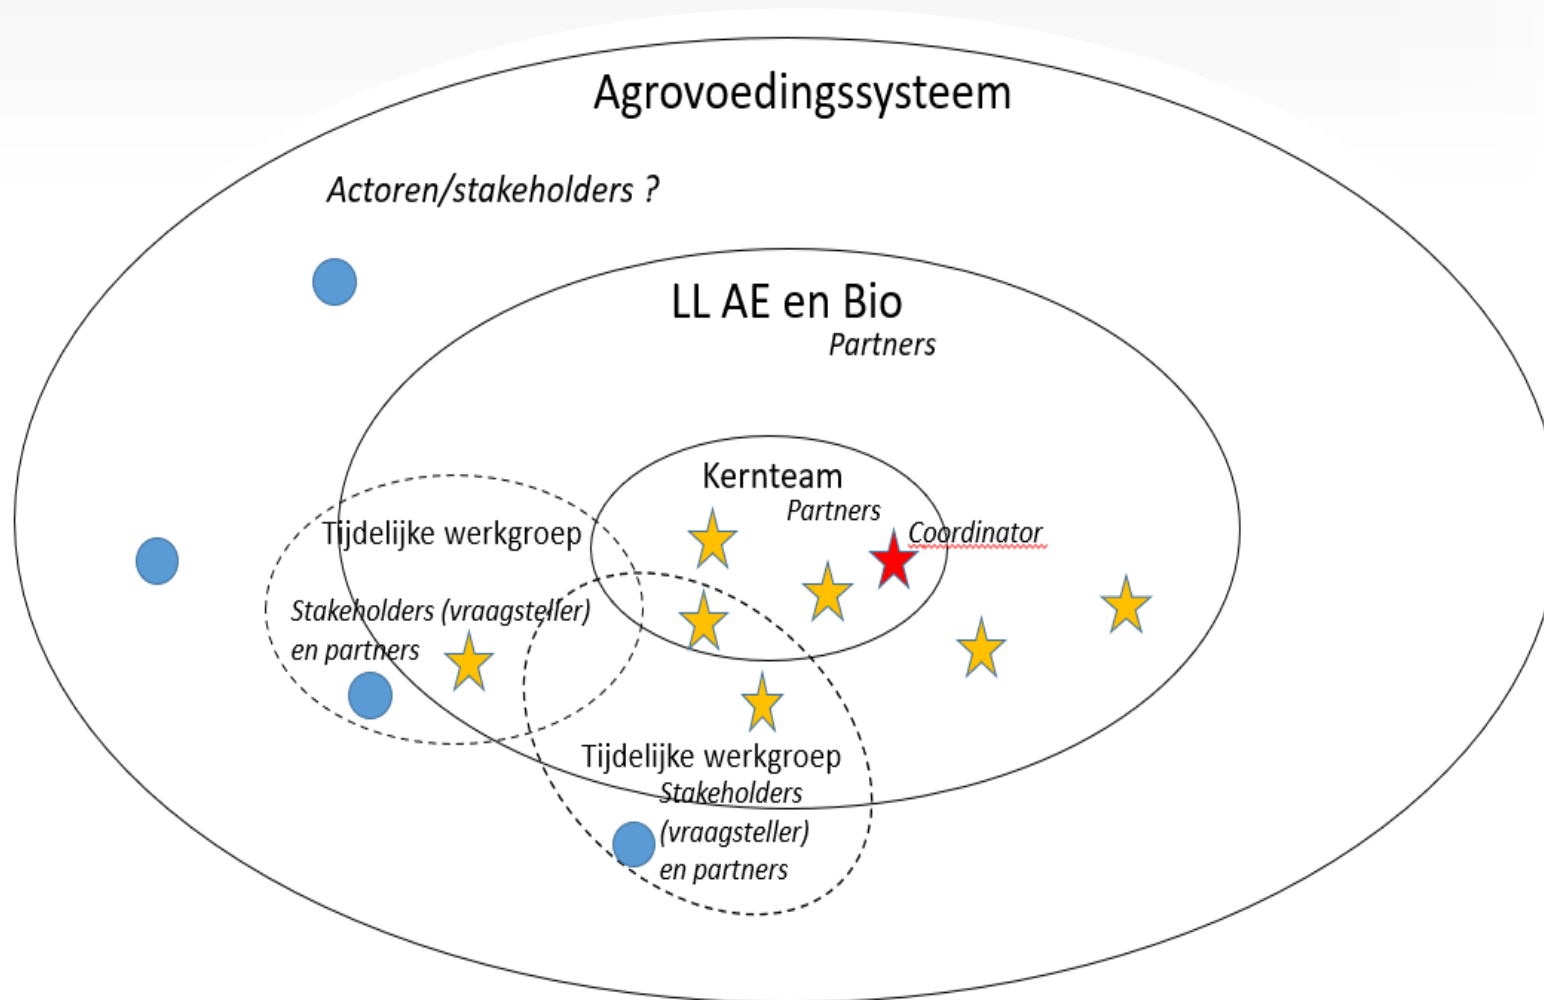 Agrovoedingssysteem
Actoren/stakeholders ?
LL AE en Bio
Partners
Kernteam
Partners
Coordinator
Tijdelijke werkgroep
Stakeholders (vraagsteller)
en partners
Tijdelijke werkgroep
Stakeholders
(vraagsteller)
en partners